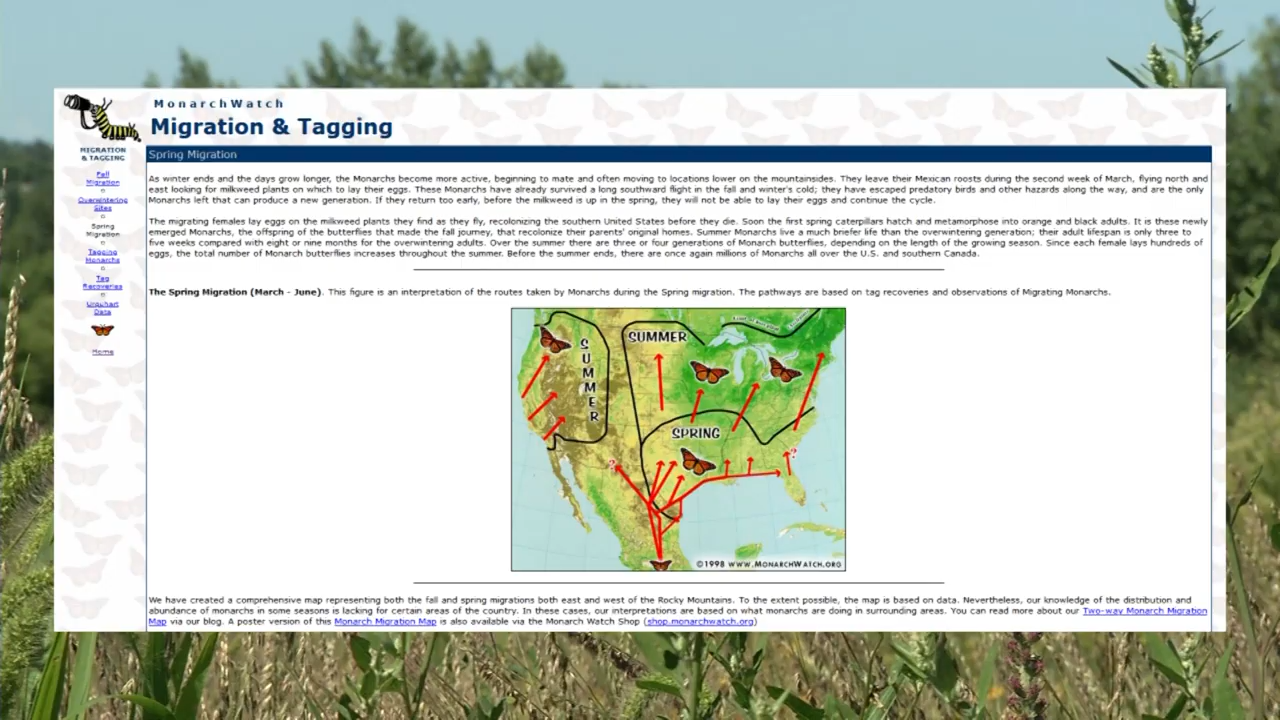 MonarchWatch
Migration & Tagging
MIGRATION
& TAGGING
Fall
Migration
Overwintering
Sites
Spring
Migration
Tagging
Monarchs
Tag
Recoveries
Urquhart
Data
Home
Spring Migration
As winter ends and the days grow longer, the Monarchs become more active, beginning to mate and often moving to locations lower on the mountainsides. They leave their Mexican roosts during the second week of March, flying north and
east looking for milkweed plants on which to lay their eggs. These Monarchs have already survived a long southward flight in the fall and winter's cold; they have escaped predatory birds and other hazards along the way, and are the only
Monarchs left that can produce a new generation. If they return too early, before the milkweed is up in the spring, they will not be able to lay their eggs and continue the cycle.
The migrating females lay eggs on the milkweed plants they find as they fly, recolonizing the southern United States before they die. Soon the first spring caterpillars hatch and metamorphose into orange and black adults. It is these newly
emerged Monarchs, the offspring of the butterflies that made the fall journey, that recolonize their parents' original homes. Summer Monarchs live a much briefer life than the overwintering generation; their adult lifespan is only three to
five weeks compared with eight or nine months for the overwintering adults. Over the summer there are three or four generations of Monarch butterflies, depending on the length of the growing season. Since each female lays hundreds of
eggs, the total number of Monarch butterflies increases throughout the summer. Before the summer ends, there are once again millions of Monarchs all over the U.S. and southern Canada.
The Spring Migration (March - June). This figure is an interpretation of the routes taken by Monarchs during the Spring migration. The pathways are based on tag recoveries and observations of Migrating Monarchs.
SUMMER
SUMMER
SPRING
?
?
©1998 WWW.MONARCHWATCH.ORG
We have created a comprehensive map representing both the fall and spring migrations both east and west of the Rocky Mountains. To the extent possible, the map is based on data. Nevertheless, our knowledge of the distribution and
abundance of monarchs in some seasons is lacking for certain areas of the country. In these cases, our interpretations are based on what monarchs are doing in surrounding areas. You can read more about our Two-way Monarch Migration
Map via our blog. A poster version of this Monarch Migration Map is also available via the Monarch Watch Shop (shop.monarchwatch.org)